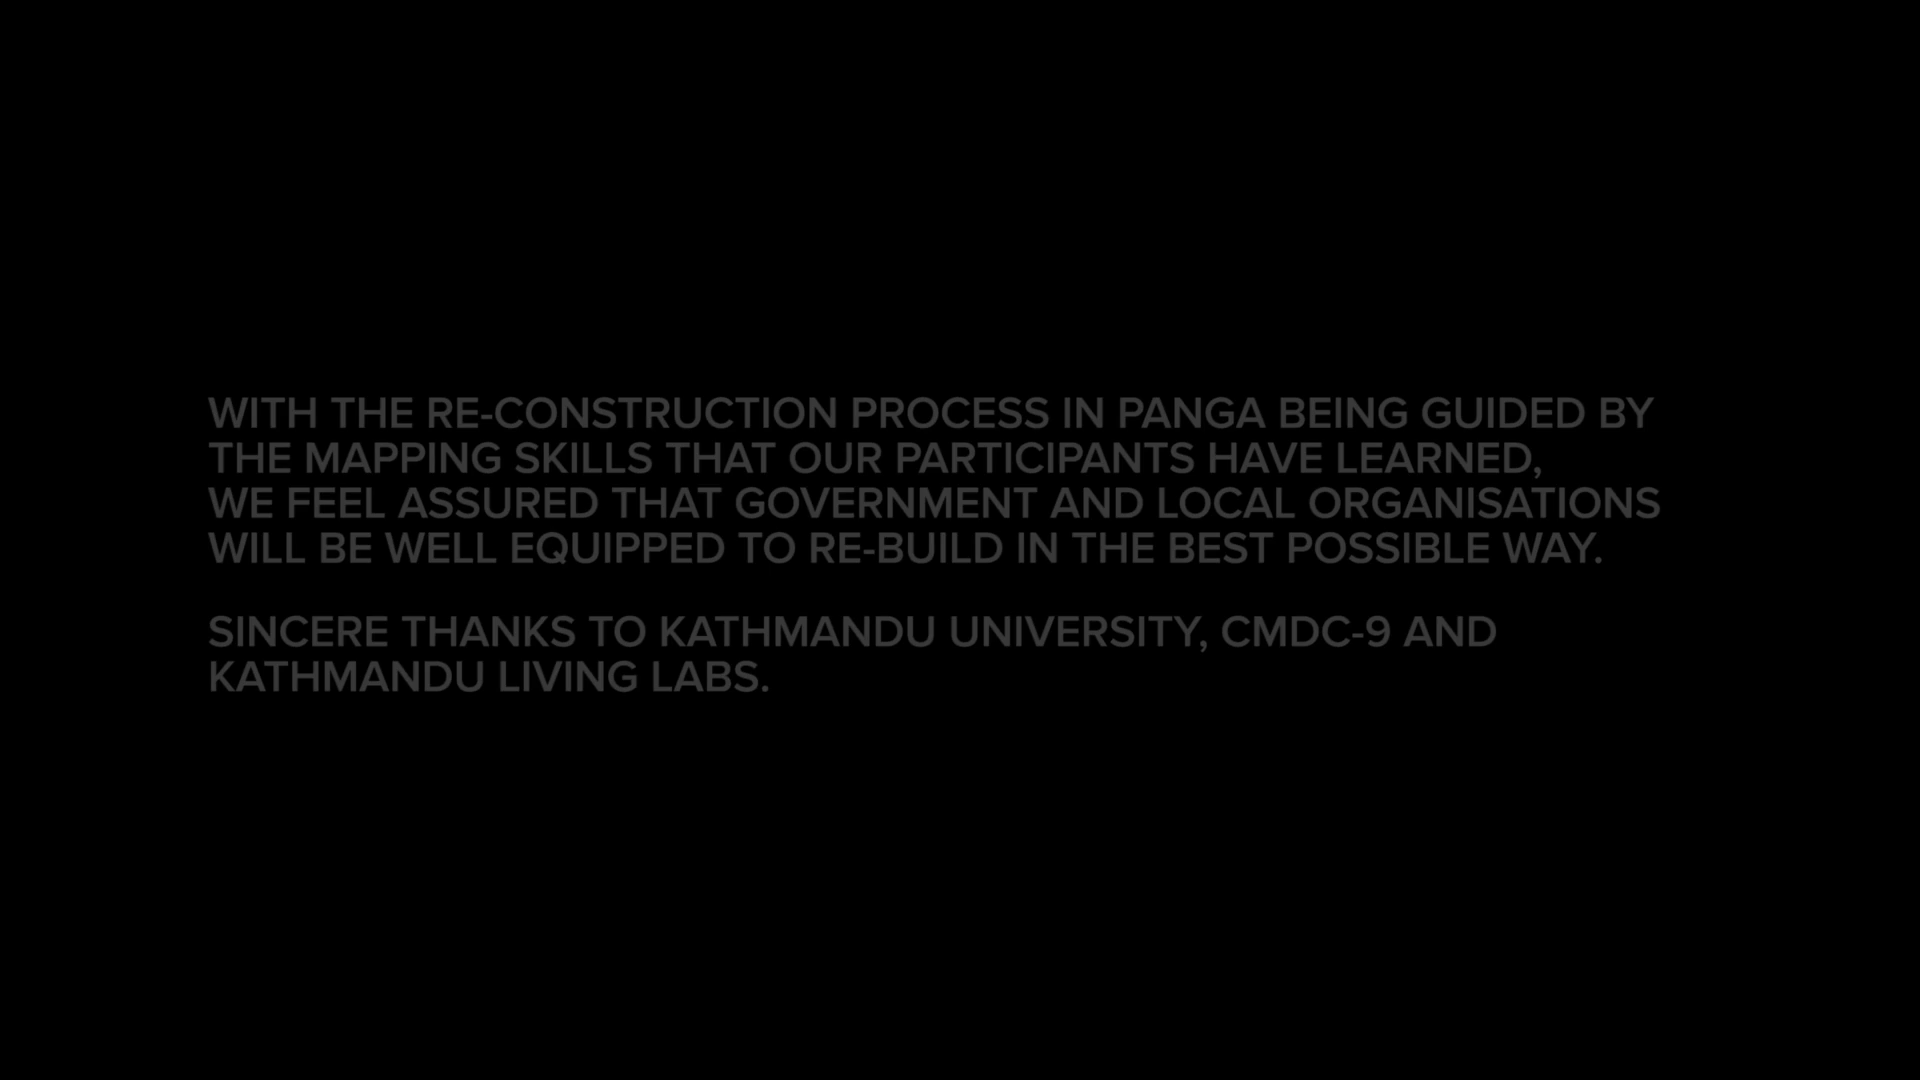 WITH THE RE-CONSTRUCTION PROCESS IN PANGA BEING GUIDED BY
THE MAPPING SKILLS THAT OUR PARTICIPANTS HAVE LEARNED,
WE FEEL ASSURED THAT GOVERNMENT AND LOCAL ORGANISATIONS
WILL BE WELL EQUIPPED TO RE-BUILD IN THE BEST POSSIBLE WAY.
SINCERE THANKS TO KATHMANDU UNIVERSITY, CMDC-9 AND
KATHMANDU LIVING LABS.